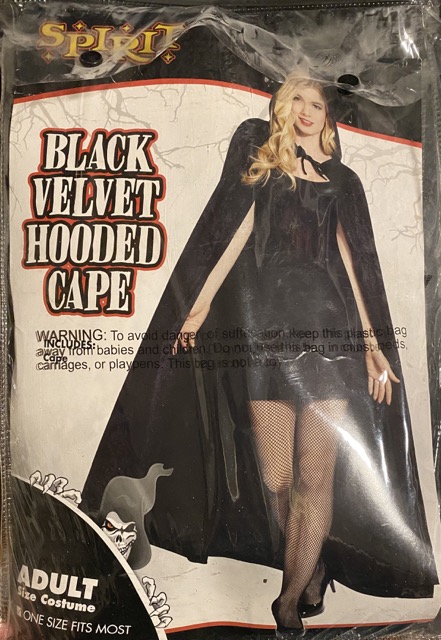 SPIRIT
BLACK
VELVET
HOODED
CAPE
WARNING: To avoid danger of suffocation keep this plastic bag
away from babies and children. Do not use this bag in cribs, beds,
carriages, or playpens. This bag is not a toy
INCLUDES:
Cape
ADULT
Size Costume
ONE SIZE FITS MOST